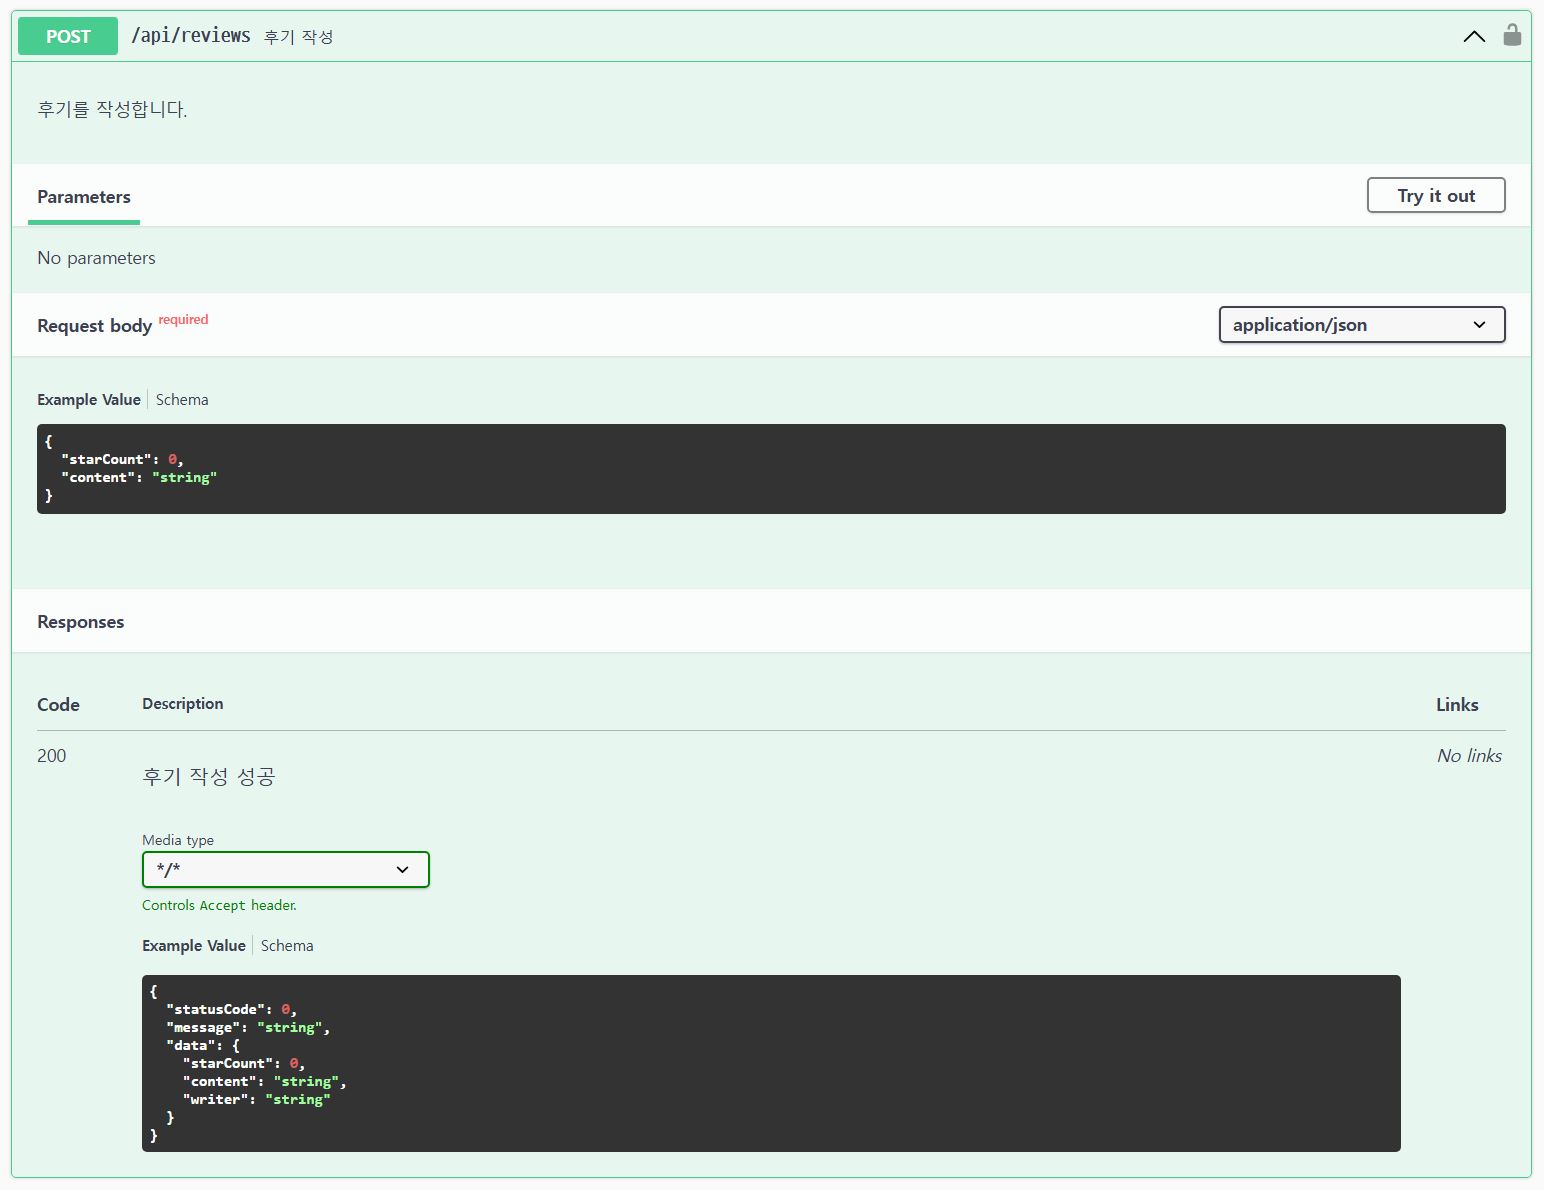 POST /api/reviews 후기 작성
후기를 작성합니다.
Parameters
Try it out
No parameters
Request body required
application/json
Example Value Schema
{
"starCount": 0,
"content": "string"
}
Responses
Code Description Links
200
후기 작성 성공
No links
Media type
*/*
Controls Accept header.
Example Value Schema
{
"statusCode": 0,
"message": "string",
"data": {
"starCount": 0,
"content": "string",
"writer": "string"
}
}